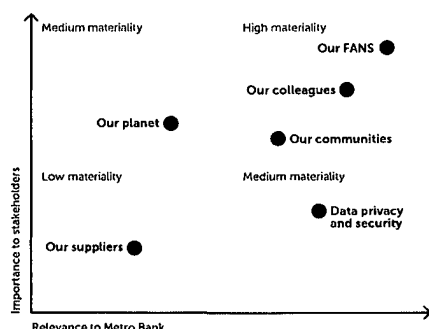 Medium materiality
High materiality
Our FANS
Our colleagues
Our planet
Our communities
Low materiality
Medium materiality
Data privacy
and security
Our suppliers
Importance to stakeholders
Relevance to Metro Bank